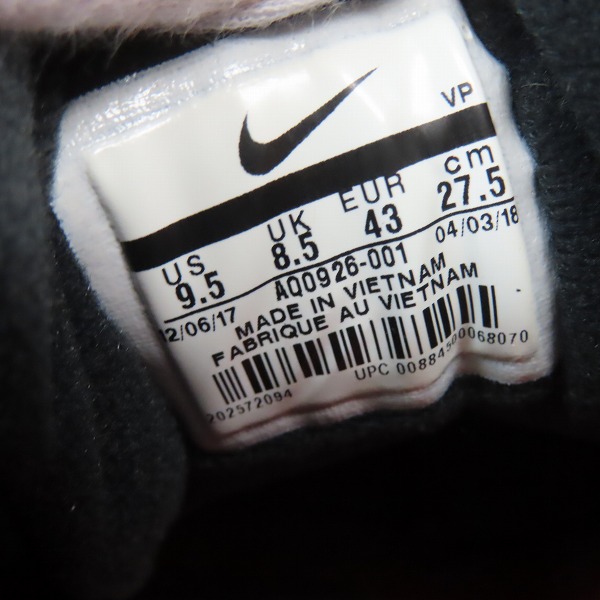 VP
US UK EUR cm
9.5 8.5 43 27.5
12/06/17 AQ0926-001 04/03/18
MADE IN VIETNAM
FABRIQUE AU VIETNAM
UPC 00884500068070
202572094